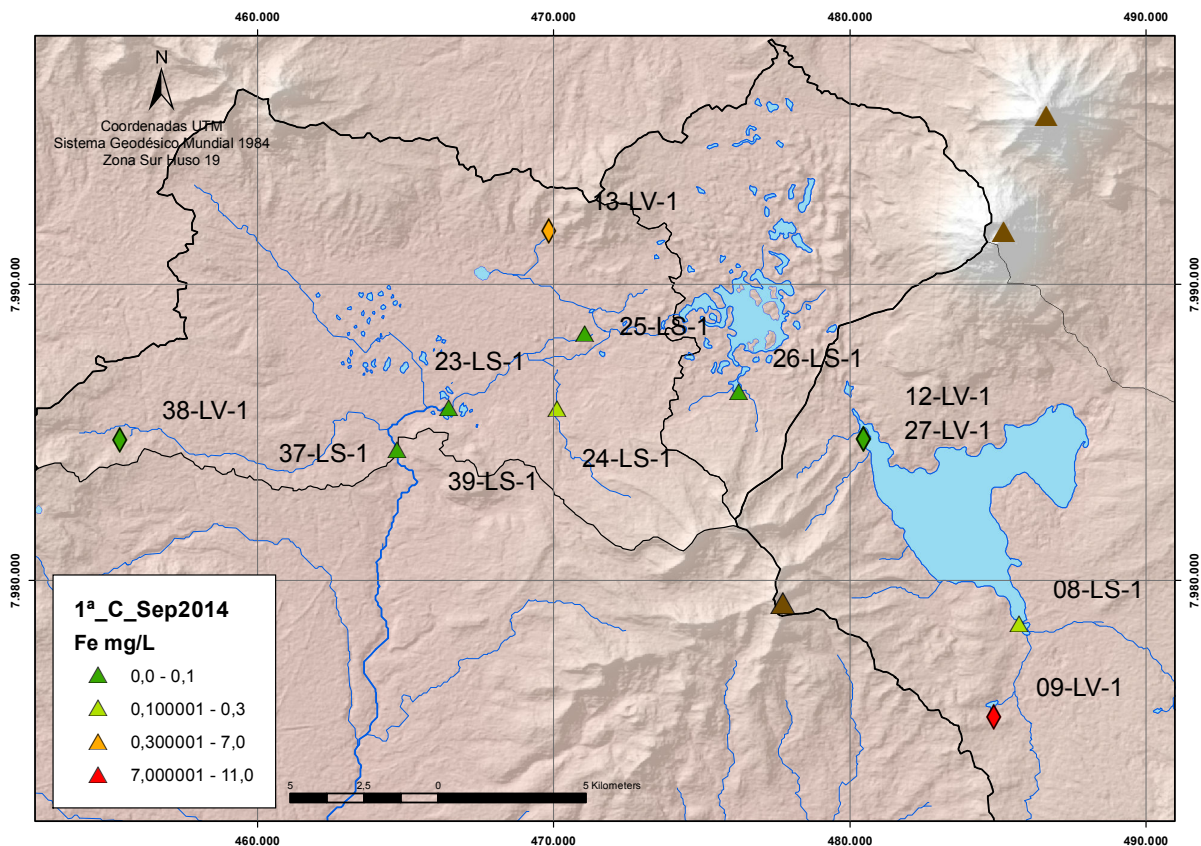 460.000
470.000
480.000
490.000
N
Coordenadas UTM
Sistema Geodésico Mundial 1984
Zona Sur Huso 19
13-LV-1
7.990.000
7.990.000
25-LS-1
23-LS-1
26-LS-1
38-LV-1
12-LV-1
27-LV-1
37-LS-1
24-LS-1
39-LS-1
7.980.000
7.980.000
08-LS-1
09-LV-1
1ª_C_Sep2014
Fe mg/L
0,0 - 0,1
0,100001 - 0,3
0,300001 - 7,0
7,000001 - 11,0
5 2,5 0 5 Kilometers
460.000
470.000
480.000
490.000